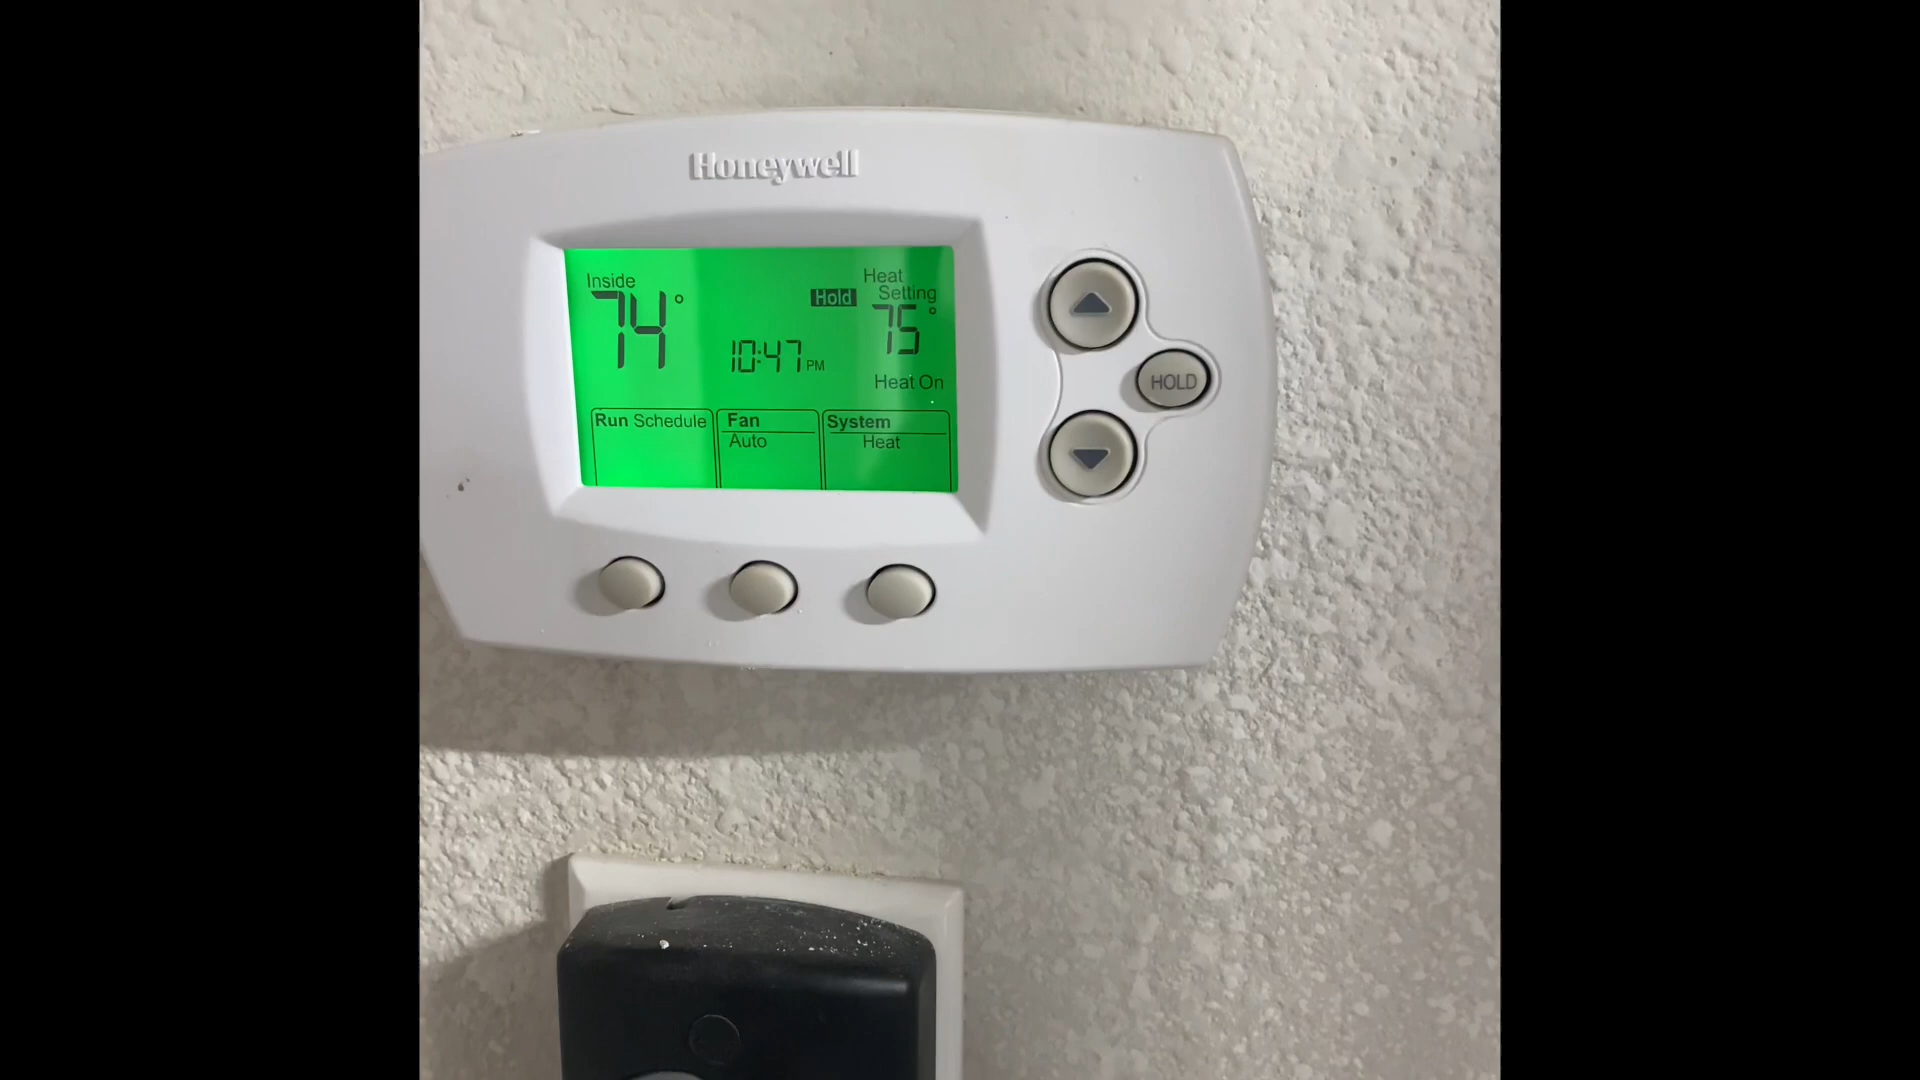 Honeywell
Inside
74°
Hold
Heat
Setting
75°
10:47 PM
Heat On
Run Schedule
Fan
Auto
System
Heat
HOLD